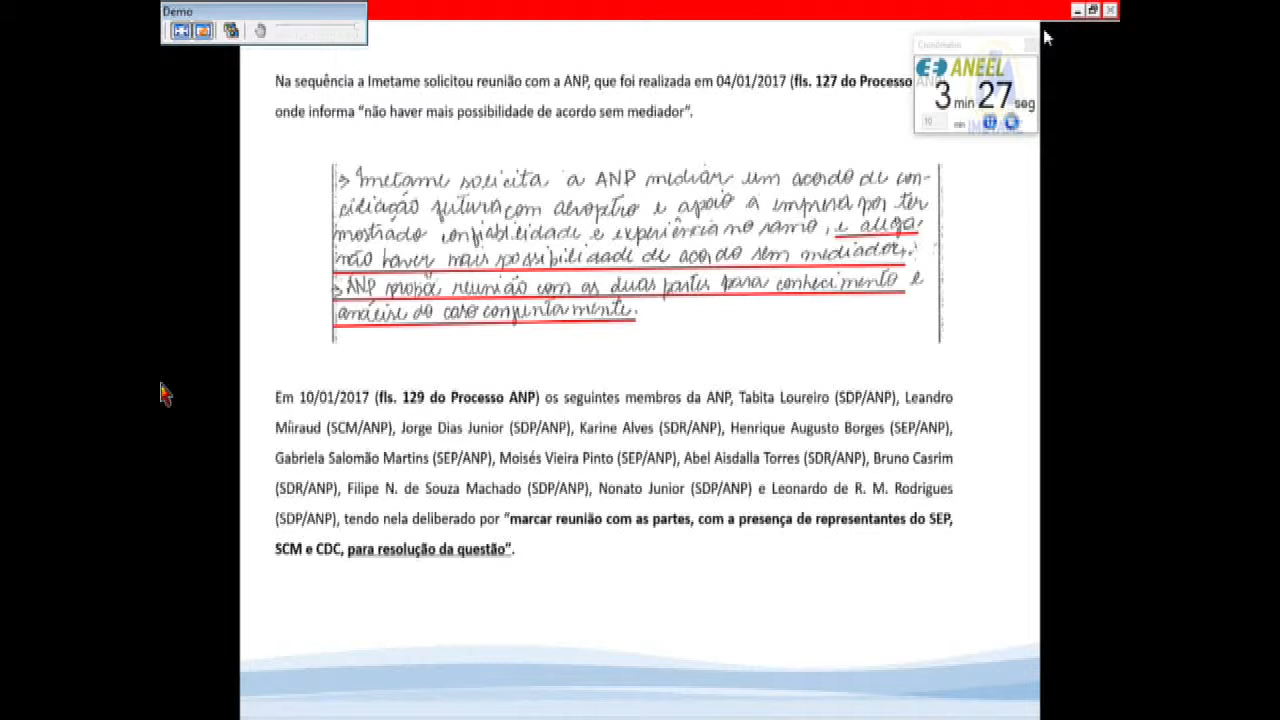 Demo
Cronômetro
ANEEL
3 min 27 seg
10 min
Na sequência a Imetame solicitou reunião com a ANP, que foi realizada em 04/01/2017 (fls. 127 do Processo
onde informa “não haver mais possibilidade de acordo sem mediador”.
→ Imetame solicita a ANP mediar um acordo de con-
ciliação futura com aeroptro e apoio a empresa por ter
mostrado confiabilidade e experiência no ramo, e alega
não haver mais possibilidade de acordo sem mediador.
→ ANP propõe reunião com as duas partes para conhecimento e
análise do caso conjuntamente.
Em 10/01/2017 (fls. 129 do Processo ANP) os seguintes membros da ANP, Tabita Loureiro (SDP/ANP), Leandro
Miiraud (SCM/ANP), Jorge Dias Junior (SDP/ANP), Karine Alves (SDR/ANP), Henrique Augusto Borges (SEP/ANP),
Gabriela Salomão Martins (SEP/ANP), Moisés Vieira Pinto (SEP/ANP), Abel Aisdalla Torres (SDR/ANP), Bruno Casrim
(SDR/ANP), Filipe N. de Souza Machado (SDP/ANP), Nonato Junior (SDP/ANP) e Leonardo de R. M. Rodrigues
(SDP/ANP), tendo nela deliberado por “marcar reunião com as partes, com a presença de representantes do SEP,
SCM e CDC, para resolução da questão”.